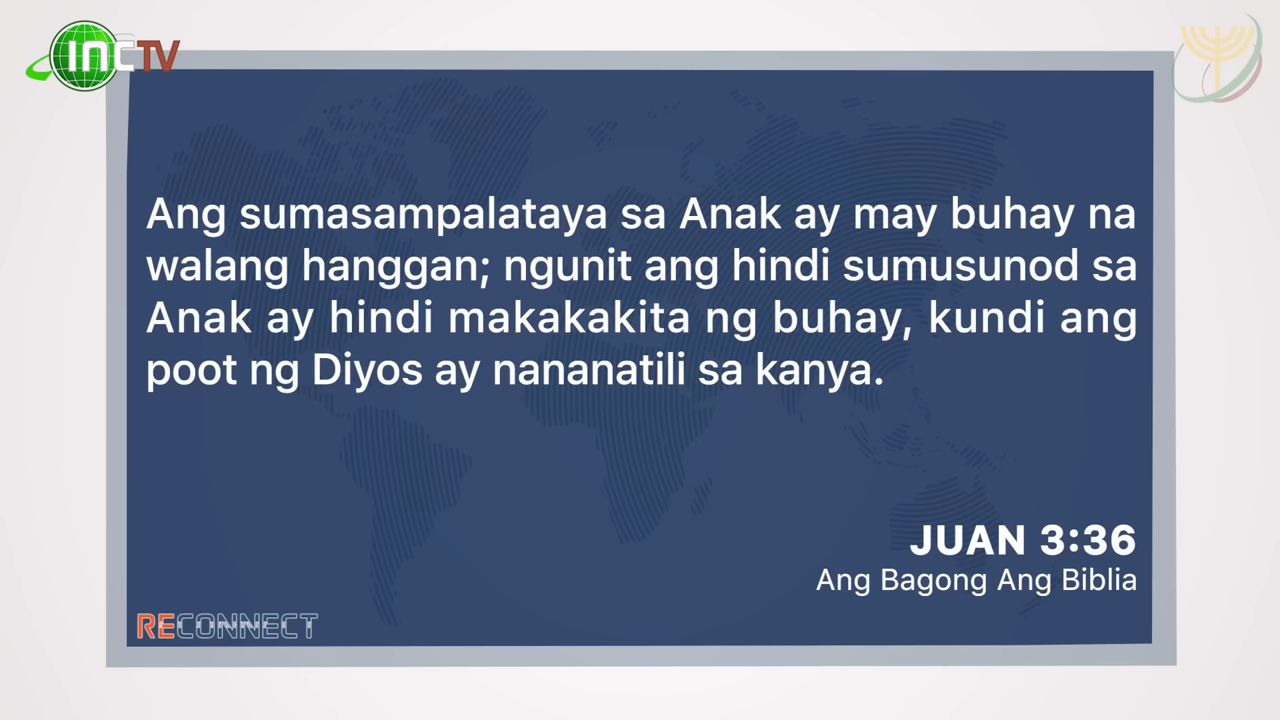 INCTV
Ang sumasampalataya sa Anak ay may buhay na
walang hanggan; ngunit ang hindi sumusunod sa
Anak ay hindi makakakita ng buhay, kundi ang
poot ng Diyos ay nananatili sa kanya.
JUAN 3:36
Ang Bagong Ang Biblia
RECONNECT